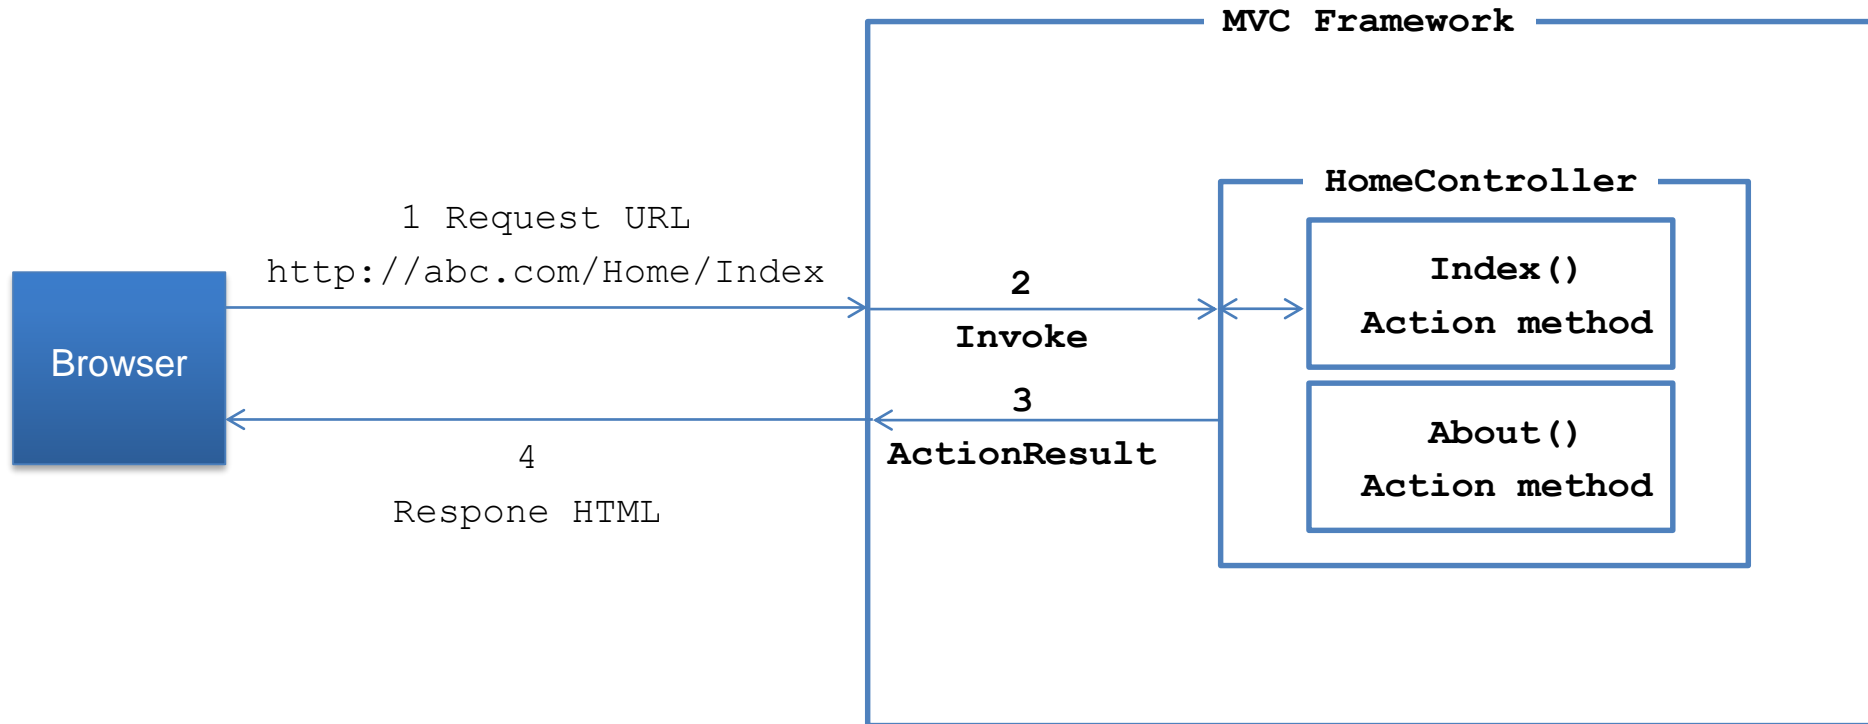 MVC Framework
HomeController
1 Request URL
http://abc.com/Home/Index
Browser
2
Invoke
Index()
Action method
3
ActionResult
About()
Action method
4
Respone HTML